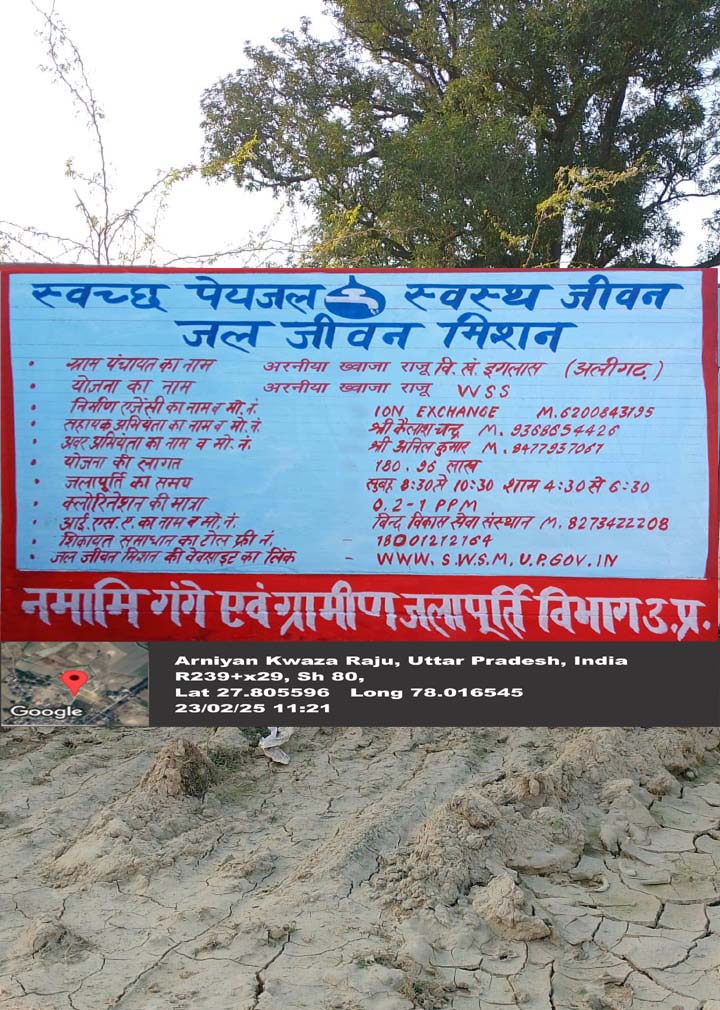 स्वच्छ पेयजल स्वस्थ जीवन
जल जीवन मिशन
• ग्राम पंचायत का नाम अरनीया ख्वाजा राजू वि. खं. इगलास (अलीगढ़)
• योजना का नाम अरनीया ख्वाजा राजू WSS
• निर्माण एजेंसी का नाम व मो. नं. ION EXCHANGE M. 6200843195
• सहायक अभियंता का नाम व मो. नं. श्री कैलाश चन्द्र M. 9368654426
• अवर अभियंता का नाम व मो. नं. श्री अनिल कुमार M. 8477957067
• योजना की लागत 180.96 लाख
• जलापूर्ति का समय सुबह 8:30 से 10:30 शाम 4:30 से 6:30
• क्लोरिनेशन की मात्रा 0.2-1 PPM
• आई. एस. ए. का नाम व मो. नं. विन्द विकास सेवा संस्थान M. 8273422208
• शिकायत समाधान का टोल फ्री नं. - 18001212164
• जल जीवन मिशन की वेबसाइट का लिंक - WWW.SWSM.UP.GOV.IN
नमामि गंगे एवं ग्रामीण जलापूर्ति विभाग उ.प्र.
Arniyan Kwaza Raju, Uttar Pradesh, India
R239+x29, Sh 80,
Lat 27.805596 Long 78.016545
23/02/25 11:21
Google